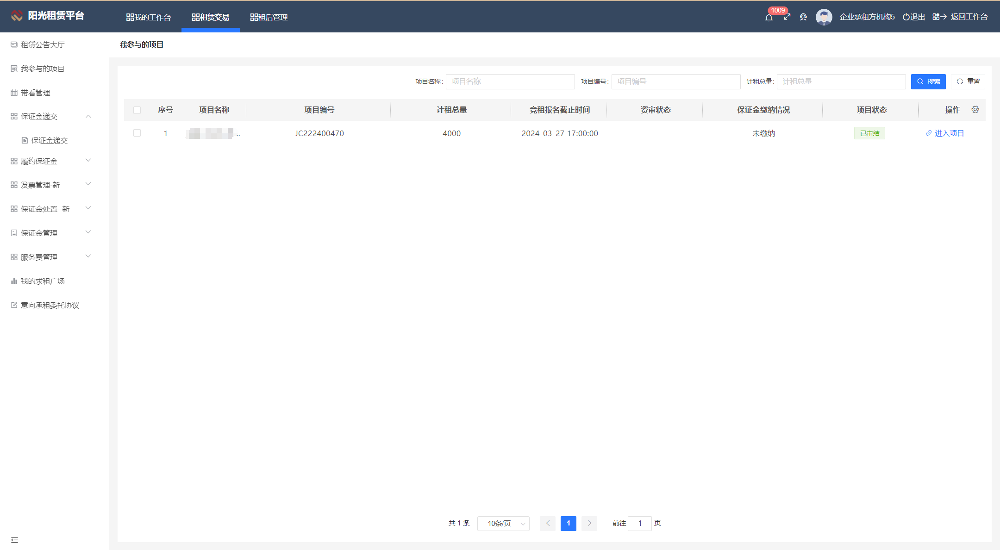 阳光租赁平台
我的工作台
租赁交易
租后管理
1009
企业承租方机构5
退出
返回工作台
租赁公告大厅
我参与的项目
带看管理
保证金递交
保证金递交
履约保证金
发票管理-新
保证金处置--新
保证金管理
服务费管理
我的求租广场
意向承租委托协议
我参与的项目
项目名称: 项目名称 项目编号: 项目编号 计租总量: 计租总量 搜索 重置
序号 项目名称 项目编号 计租总量 竞租报名截止时间 资审状态 保证金缴纳情况 项目状态 操作
1 .. JC222400470 4000 2024-03-27 17:00:00 未缴纳 已审结 进入项目
共 1 条 10条/页 1 前往 1 页